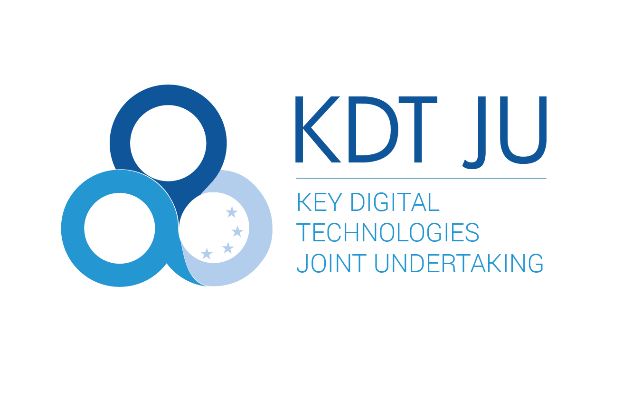 KDT JU
KEY DIGITAL
TECHNOLOGIES
JOINT UNDERTAKING